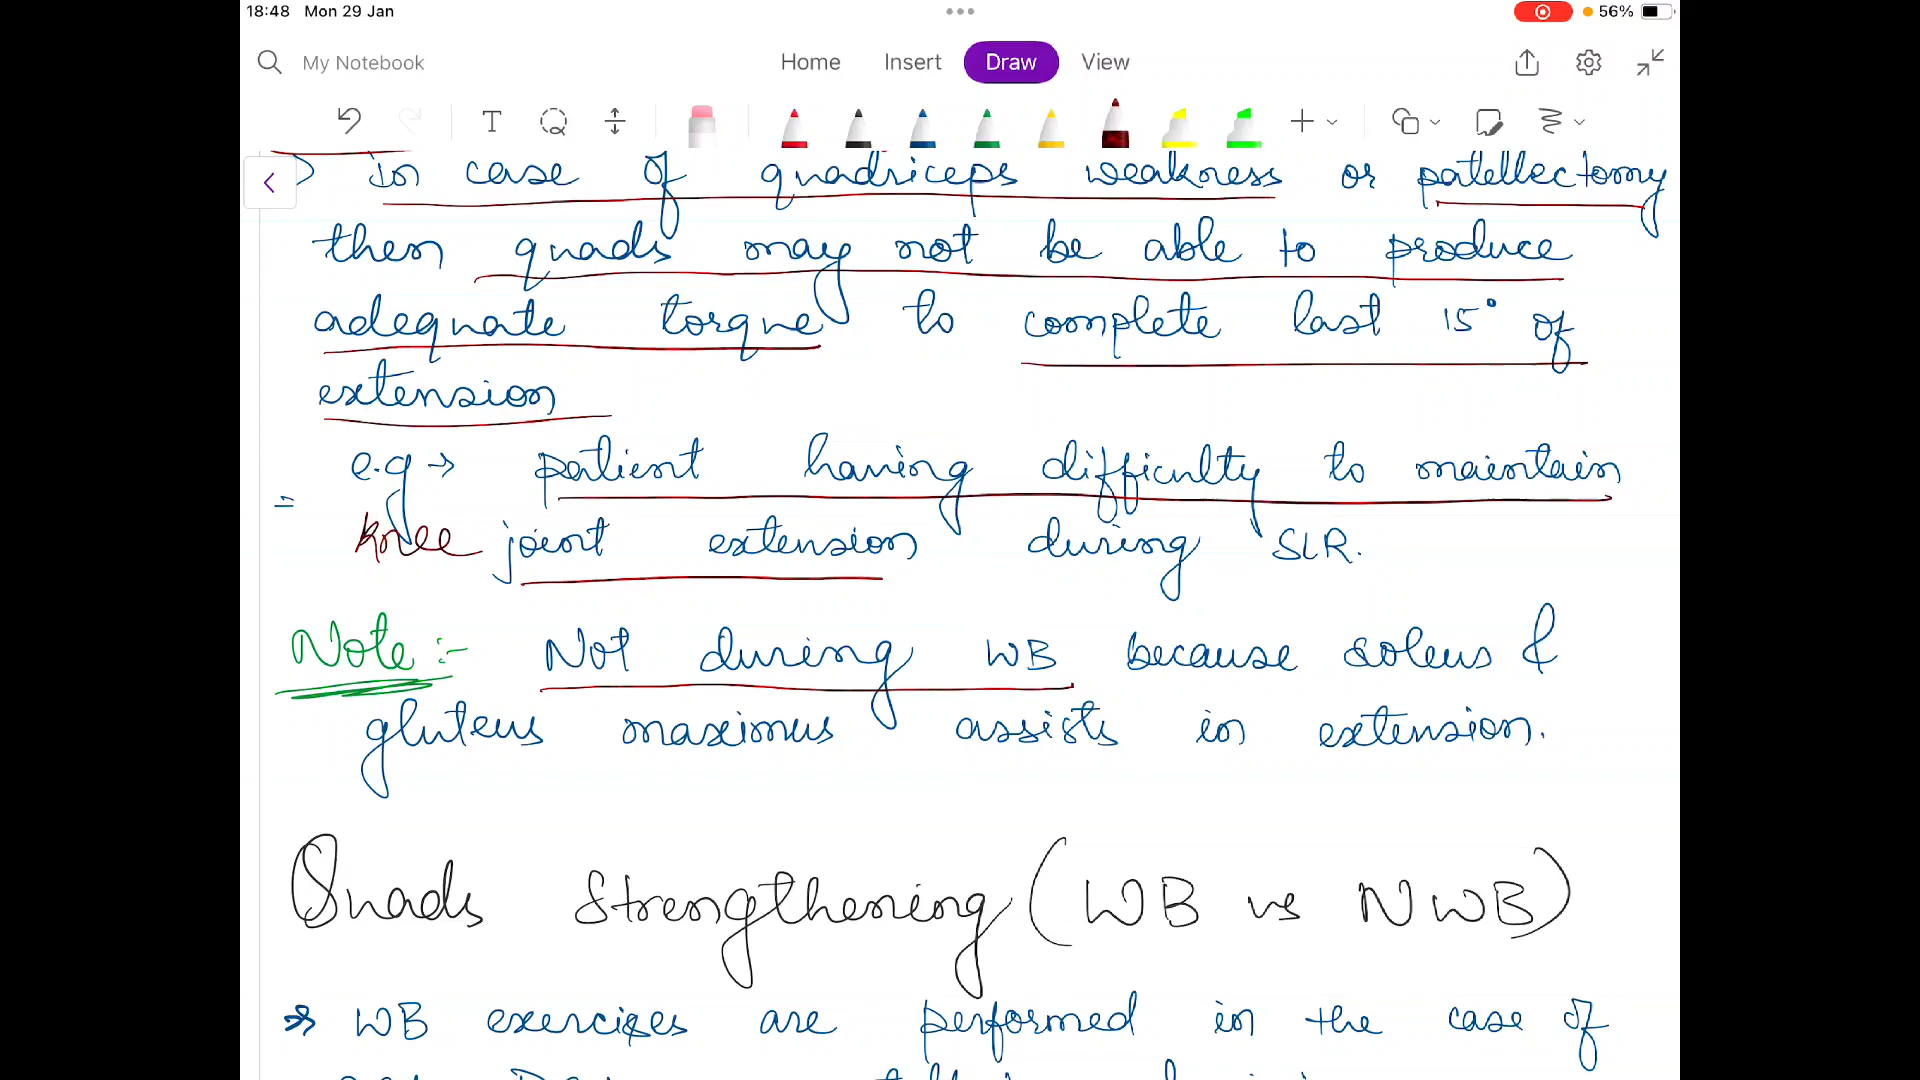 18:48 Mon 29 Jan
56%
My Notebook
Home Insert Draw View
in case of quadriceps weakness or patellectomy
then quads may not be able to produce
adequate torque to complete last 15° of
extension
e.g → patient having difficulty to maintain
= knee joint extension during SLR.
Note :- Not during WB because soleus &
gluteus maximus assists in extension.
Quads Strengthening (WB vs NWB)
→ WB exercises are performed in the case of